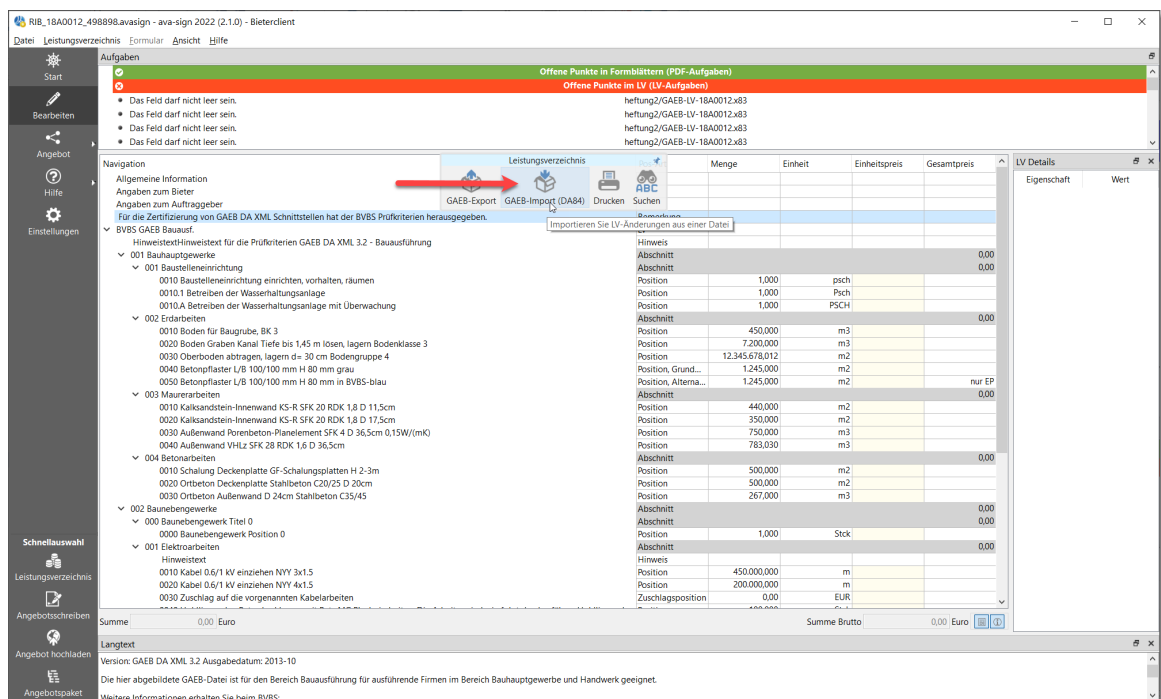 RIB_18A0012_498898.avasign - ava-sign 2022 (2.1.0) - Bieterclient
Datei Leistungsverzeichnis Formular Ansicht Hilfe
Start
Bearbeiten
Angebot
Hilfe
Einstellungen
Schnellauswahl
Leistungsverzeichnis
Angebotsschreiben
Angebot hochladen
Angebotspaket
Aufgaben
Offene Punkte in Formblättern (PDF-Aufgaben)
Offene Punkte im LV (LV-Aufgaben)
Das Feld darf nicht leer sein. heftung2/GAEB-LV-18A0012.x83
Das Feld darf nicht leer sein. heftung2/GAEB-LV-18A0012.x83
Das Feld darf nicht leer sein. heftung2/GAEB-LV-18A0012.x83
Das Feld darf nicht leer sein. heftung2/GAEB-LV-18A0012.x83
Leistungsverzeichnis
GAEB-Export GAEB-Import (DA84) Drucken Suchen
ABC
Importieren Sie LV-Änderungen aus einer Datei
Navigation Menge Einheit Einheitspreis Gesamtpreis
Allgemeine Information
Angaben zum Bieter
Angaben zum Auftraggeber
Für die Zertifizierung von GAEB DA XML Schnittstellen hat der BVBS Prüfkriterien herausgegeben. Bemerkung
BVBS GAEB Bauausf.
HinweistextHinweistext für die Prüfkriterien GAEB DA XML 3.2 - Bauausführung Hinweis
001 Bauhauptgewerke Abschnitt 0,00
001 Baustelleneinrichtung Abschnitt 0,00
0010 Baustelleneinrichtung einrichten, vorhalten, räumen Position 1,000 psch
0010.1 Betreiben der Wasserhaltungsanlage Position 1,000 Psch
0010.A Betreiben der Wasserhaltungsanlage mit Überwachung Position 1,000 PSCH
002 Erdarbeiten Abschnitt 0,00
0010 Boden für Baugrube, BK 3 Position 450,000 m3
0020 Boden Graben Kanal Tiefe bis 1,45 m lösen, lagern Bodenklasse 3 Position 7.200,000 m3
0030 Oberboden abtragen, lagern d= 30 cm Bodengruppe 4 Position 12.345.678,012 m2
0040 Betonpflaster L/B 100/100 mm H 80 mm grau Position, Grund... 1.245,000 m2
0050 Betonpflaster L/B 100/100 mm H 80 mm in BVBS-blau Position, Alterna... 1.245,000 m2 nur EP
003 Maurerarbeiten Abschnitt 0,00
0010 Kalksandstein-Innenwand KS-R SFK 20 RDK 1,8 D 11,5cm Position 440,000 m2
0020 Kalksandstein-Innenwand KS-R SFK 20 RDK 1,8 D 17,5cm Position 350,000 m2
0030 Außenwand Porenbeton-Planelement SFK 4 D 36,5cm 0,15W/(mK) Position 750,000 m3
0040 Außenwand VHLz SFK 28 RDK 1,6 D 36,5cm Position 783,030 m3
004 Betonarbeiten Abschnitt 0,00
0010 Schalung Deckenplatte GF-Schalungsplatten H 2-3m Position 500,000 m2
0020 Ortbeton Deckenplatte Stahlbeton C20/25 D 20cm Position 500,000 m2
0030 Ortbeton Außenwand D 24cm Stahlbeton C35/45 Position 267,000 m3
002 Baunebengewerke Abschnitt 0,00
000 Baunebengewerk Titel 0 Abschnitt 0,00
0000 Baunebengewerk Position 0 Position 1,000 Stck
001 Elektroarbeiten Abschnitt 0,00
Hinweistext Hinweis
0010 Kabel 0.6/1 kV einziehen NYY 3x1.5 Position 450.000,000 m
0020 Kabel 0.6/1 kV einziehen NYY 4x1.5 Position 200.000,000 m
0030 Zuschlag auf die vorgenannten Kabelarbeiten Zuschlagsposition 0,00 EUR
Summe 0,00 Euro Summe Brutto 0,00 Euro
LV Details
Eigenschaft Wert
Langtext
Version: GAEB DA XML 3.2 Ausgabedatum: 2013-10
Die hier abgebildete GAEB-Datei ist für den Bereich Bauausführung für ausführende Firmen im Bereich Bauhauptgewerbe und Handwerk geeignet.
Weitere Informationen erhalten Sie beim BVBS: